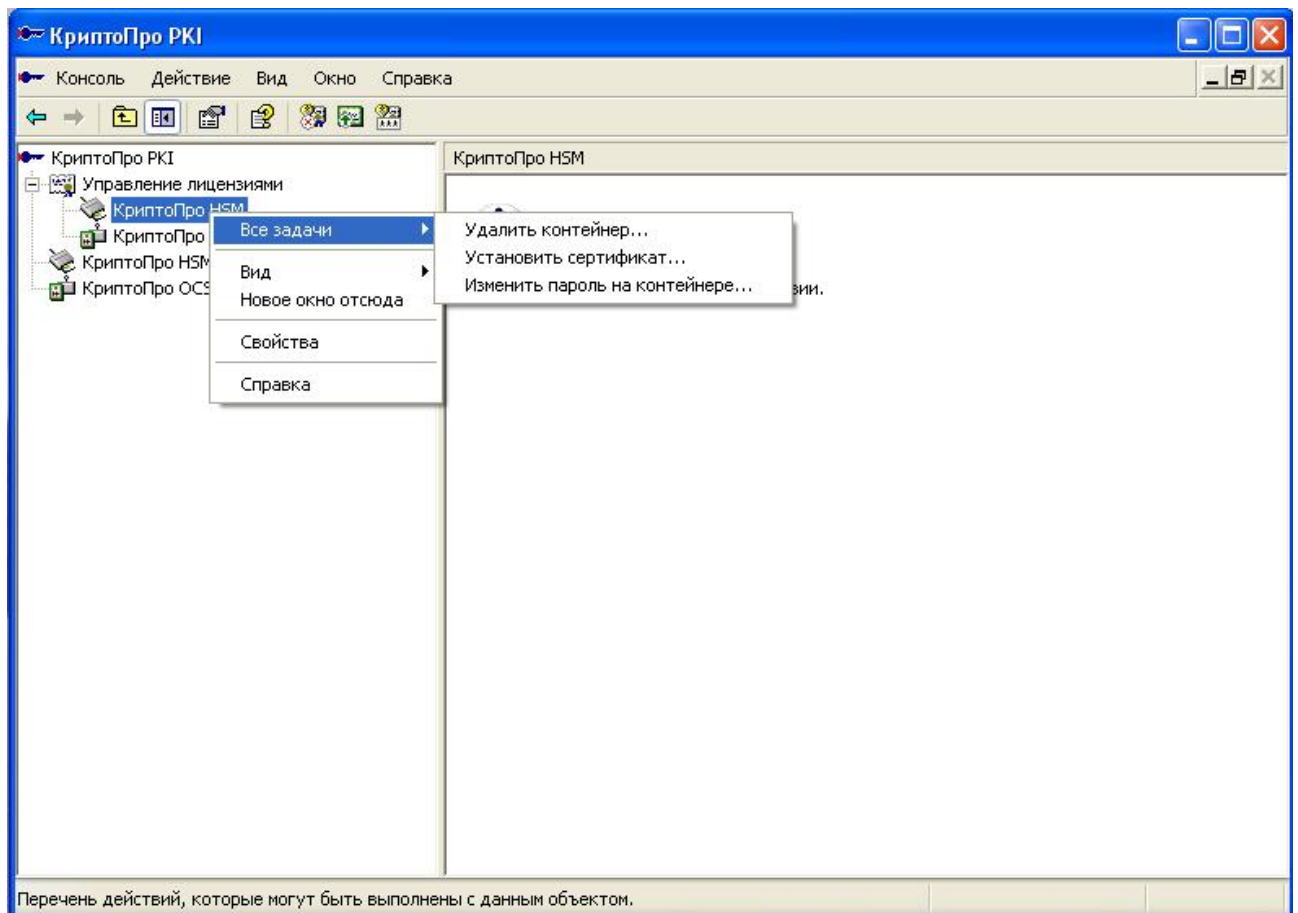 КриптоПро PKI
Консоль Действие Вид Окно Справка
КриптоПро PKI
КриптоПро HSM
Управление лицензиями
КриптоПро HSM
Все задачи
Удалить контейнер...
КриптоПро
Установить сертификат...
КриптоПро HSM
Вид
Изменить пароль на контейнере...
КриптоПро OCS
Новое окно отсюда
зии.
Свойства
Справка
Перечень действий, которые могут быть выполнены с данным объектом.